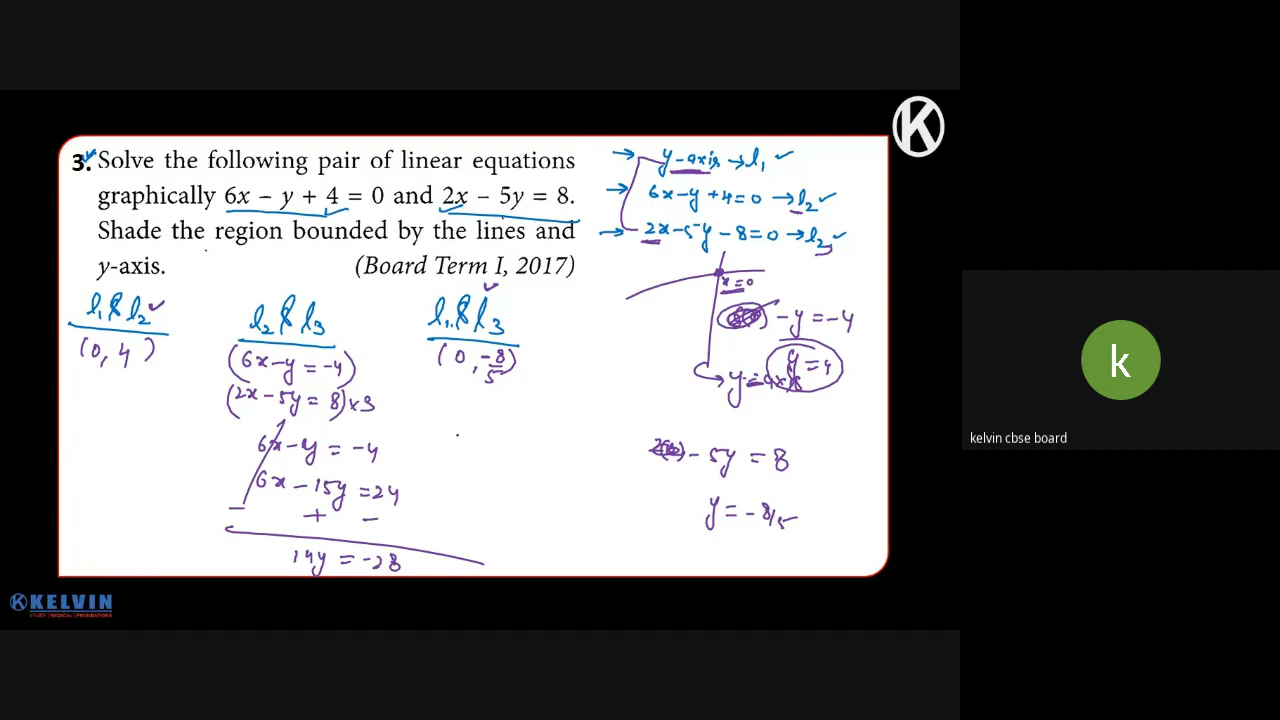 3. Solve the following pair of linear equations
graphically 6x – y + 4 = 0 and 2x – 5y = 8.
Shade the region bounded by the lines and
y-axis. (Board Term I, 2017)
y-axis → l₁ ✓
6x-y+4=0 → l₂ ✓
2x-5y-8=0 → l₃ ✓
x=0
-y=-4
y=4
y-axis
-5y=8
y=-8/5
l₁ & l₂ ✓
(0, 4)
l₂ & l₃
(6x-y=-4)
(2x-5y=8)×3
6x-y=-4
6x-15y=24
- + -
14y=-28
l₁ & l₃
(0, -8/5)
K
KELVIN
k
kelvin cbse board